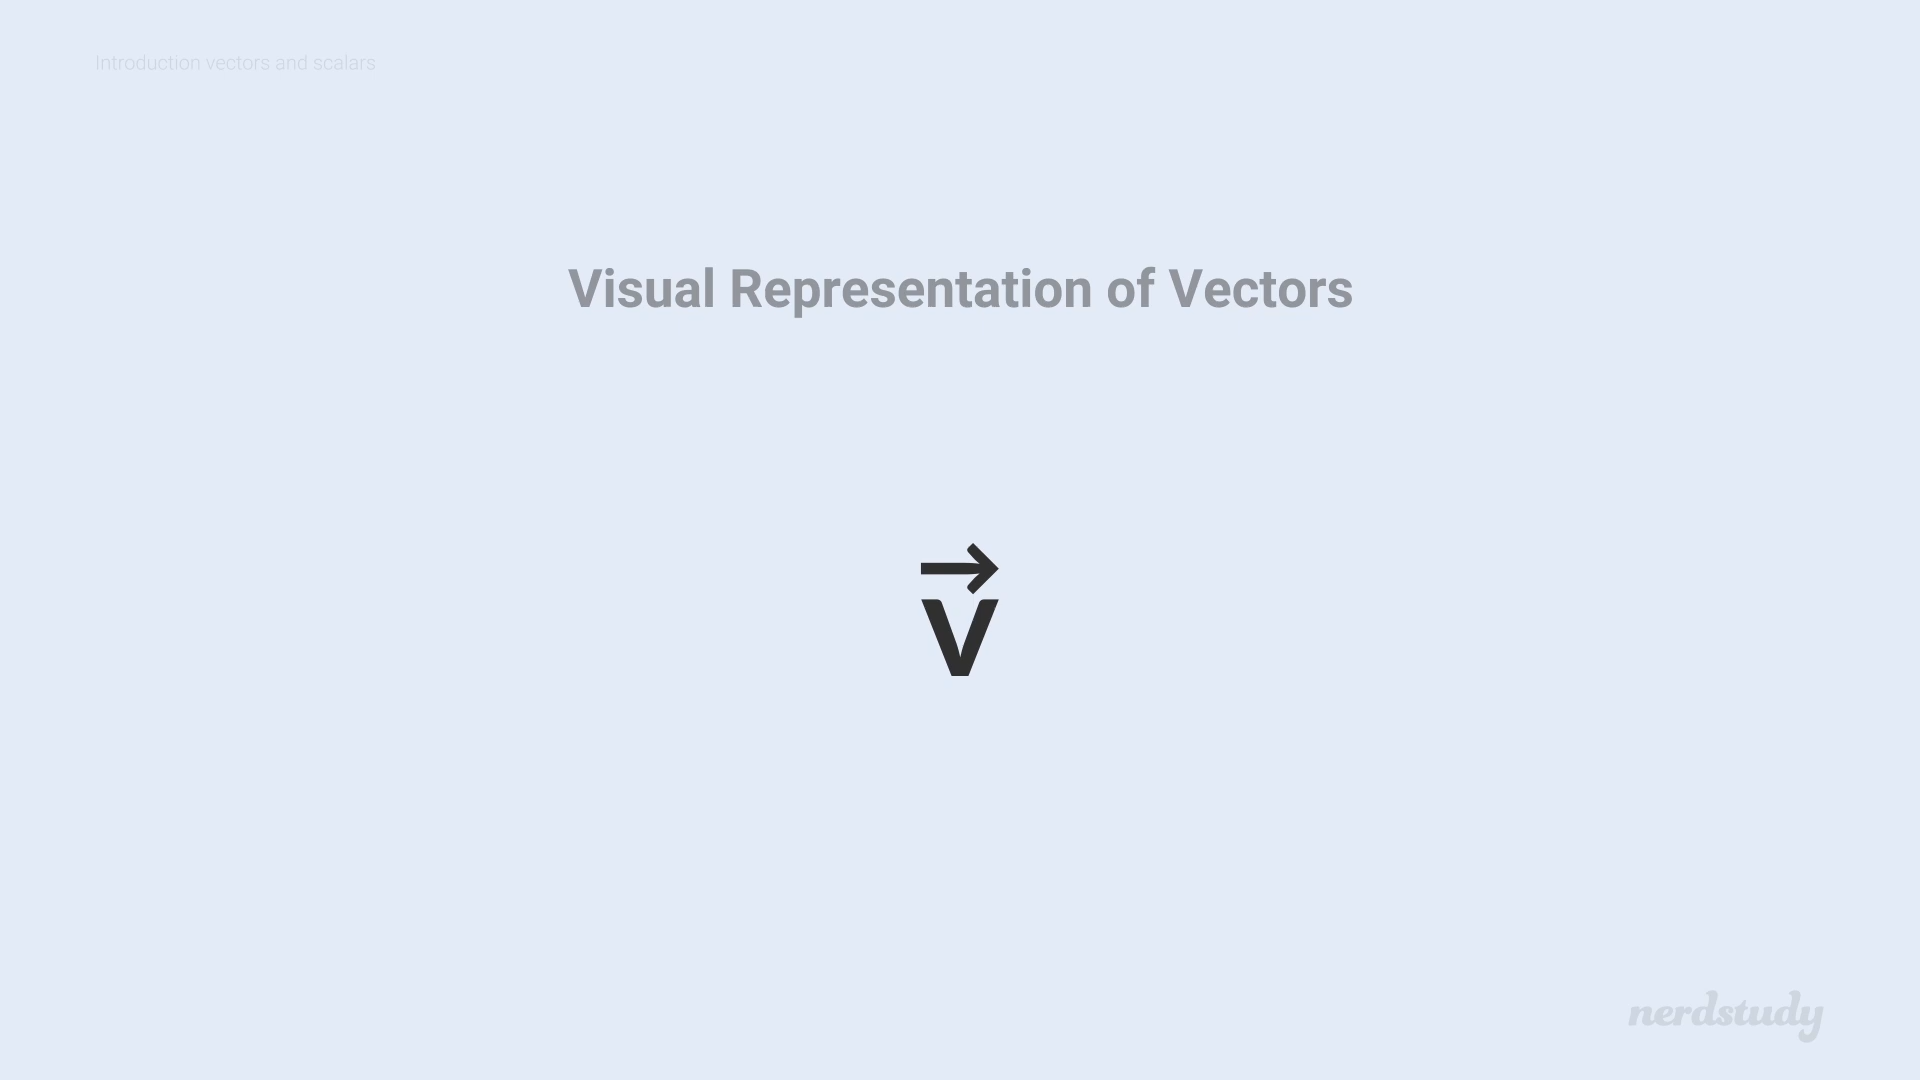 Introduction vectors and scalars
Visual Representation of Vectors
v⃗
nerdstudy